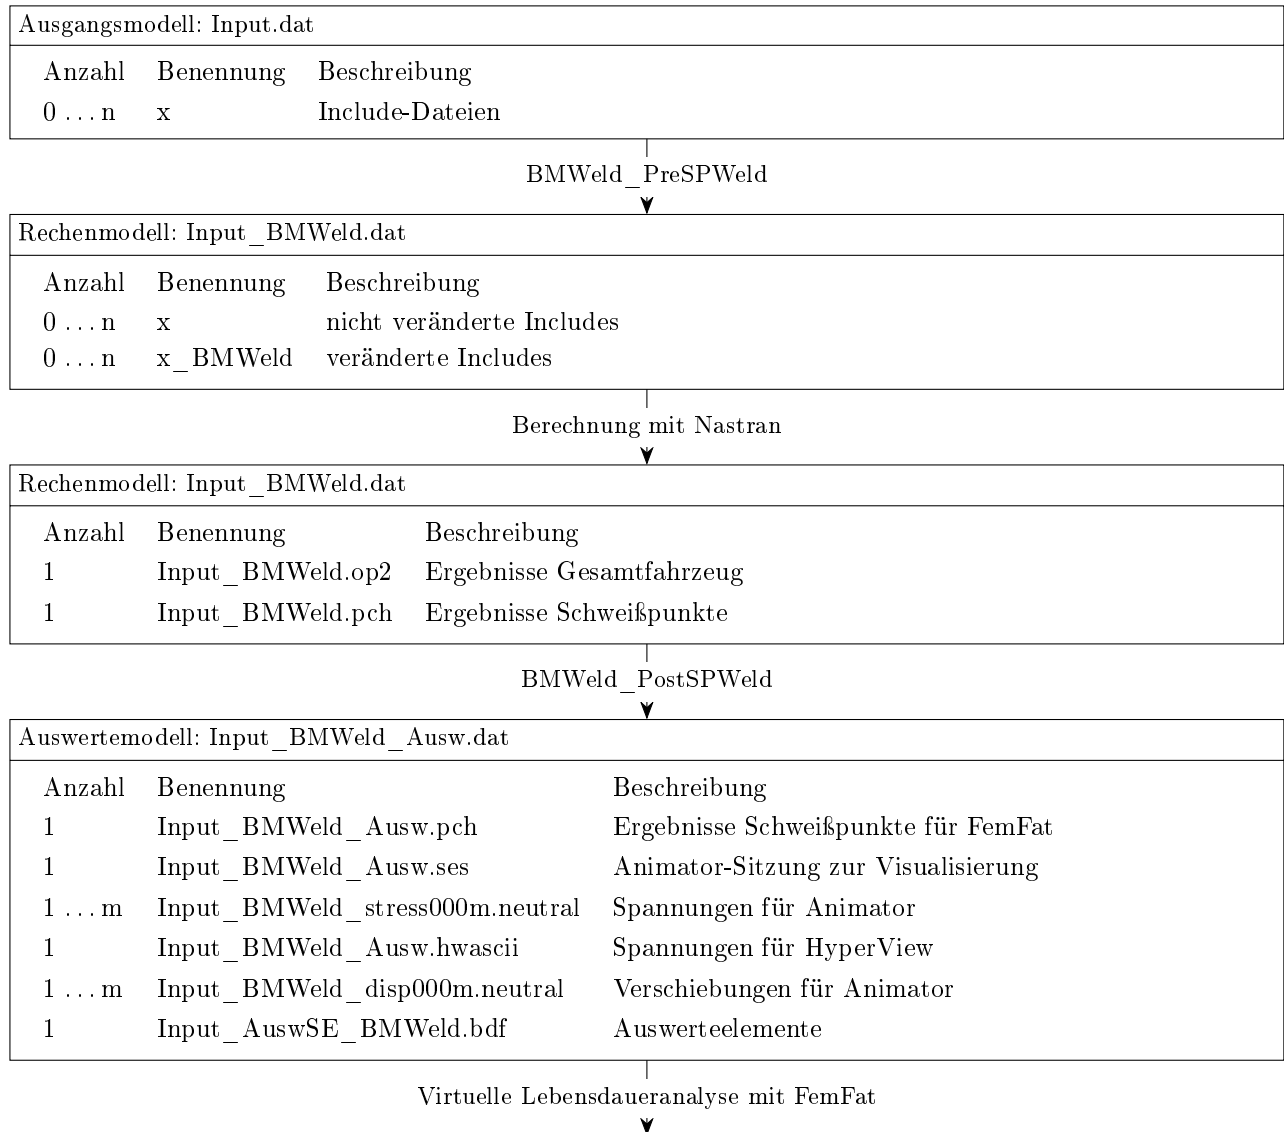 Ausgangsmodell: Input.dat
Anzahl Benennung Beschreibung
0 ... n x Include-Dateien
BMWeld_PreSPWeld
Rechenmodell: Input_BMWeld.dat
Anzahl Benennung Beschreibung
0 ... n x nicht veränderte Includes
0 ... n x_BMWeld veränderte Includes
Berechnung mit Nastran
Rechenmodell: Input_BMWeld.dat
Anzahl Benennung Beschreibung
1 Input_BMWeld.op2 Ergebnisse Gesamtfahrzeug
1 Input_BMWeld.pch Ergebnisse Schweißpunkte
BMWeld_PostSPWeld
Auswertemodell: Input_BMWeld_Ausw.dat
Anzahl Benennung Beschreibung
1 Input_BMWeld_Ausw.pch Ergebnisse Schweißpunkte für FemFat
1 Input_BMWeld_Ausw.ses Animator-Sitzung zur Visualisierung
1 ... m Input_BMWeld_stress000m.neutral Spannungen für Animator
1 Input_BMWeld_Ausw.hwascii Spannungen für HyperView
1 ... m Input_BMWeld_disp000m.neutral Verschiebungen für Animator
1 Input_AuswSE_BMWeld.bdf Auswerteelemente
Virtuelle Lebensdaueranalyse mit FemFat